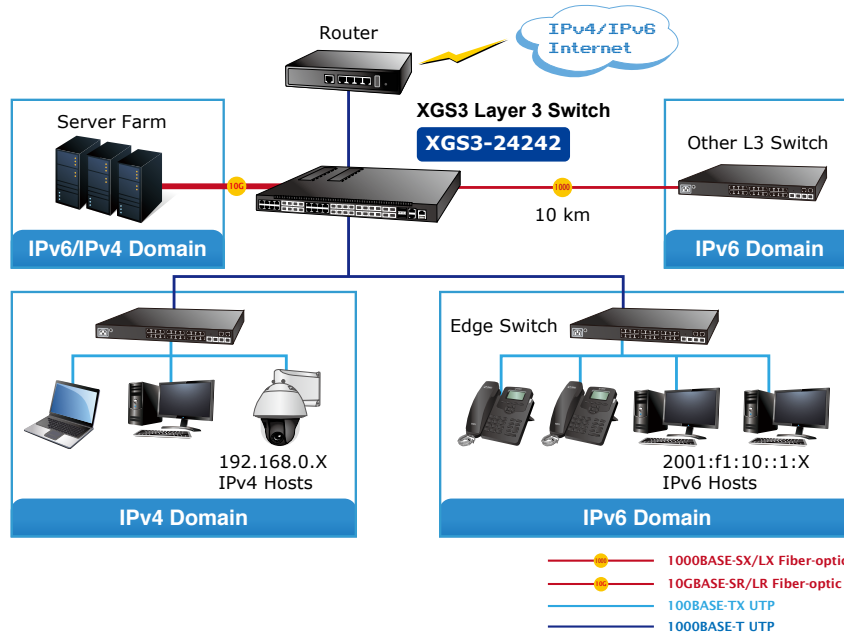 Router
IPv4/IPv6
Internet
XGS3 Layer 3 Switch
XGS3-24242
Server Farm
10G
1000
10 km
Other L3 Switch
IPv6/IPv4 Domain
IPv6 Domain
Edge Switch
192.168.0.X
IPv4 Hosts
2001:f1:10::1:X
IPv6 Hosts
IPv4 Domain
IPv6 Domain
1000 1000BASE-SX/LX Fiber-optic
10G 10GBASE-SR/LR Fiber-optic
100BASE-TX UTP
1000BASE-T UTP